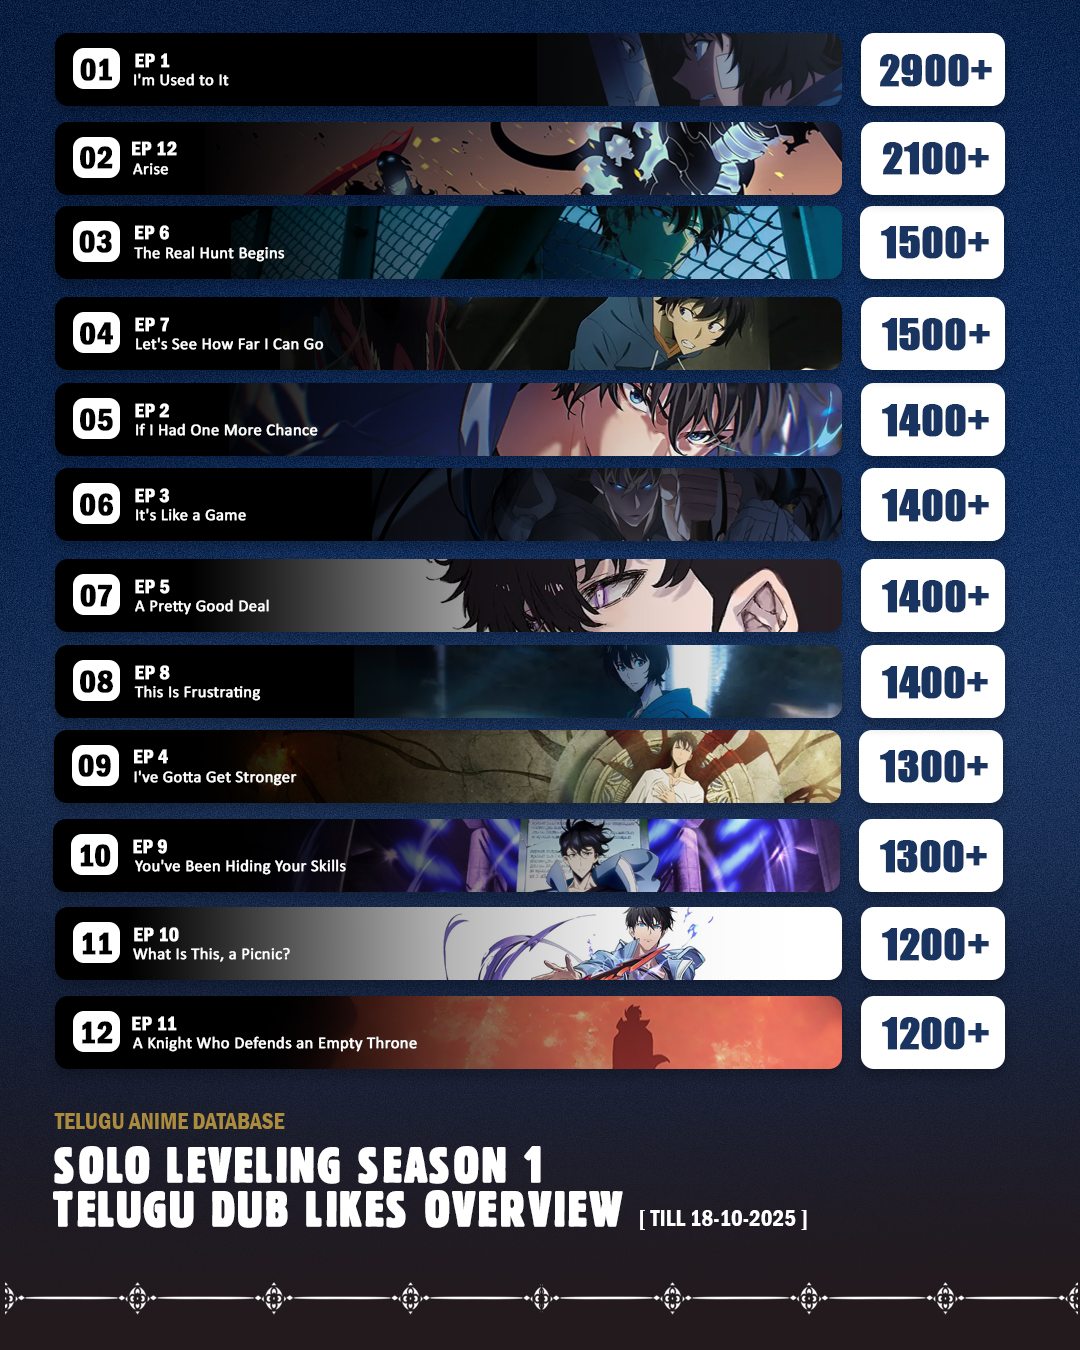 01
EP 1
I'm Used to It
2900+
02
EP 12
Arise
2100+
03
EP 6
The Real Hunt Begins
1500+
04
EP 7
Let's See How Far I Can Go
1500+
05
EP 2
If I Had One More Chance
1400+
06
EP 3
It's Like a Game
1400+
07
EP 5
A Pretty Good Deal
1400+
08
EP 8
This Is Frustrating
1400+
09
EP 4
I've Gotta Get Stronger
1300+
10
EP 9
You've Been Hiding Your Skills
1300+
11
EP 10
What Is This, a Picnic?
1200+
12
EP 11
A Knight Who Defends an Empty Throne
1200+
TELUGU ANIME DATABASE
SOLO LEVELING SEASON 1
TELUGU DUB LIKES OVERVIEW [ TILL 18-10-2025 ]